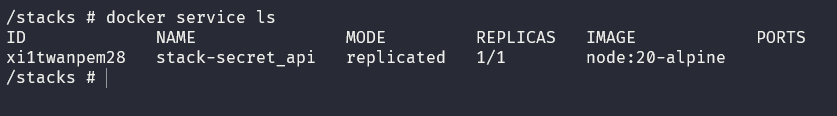 /stacks # docker service ls
ID             NAME               MODE         REPLICAS   IMAGE            PORTS
xi1twanpem28   stack-secret_api   replicated   1/1        node:20-alpine
/stacks #